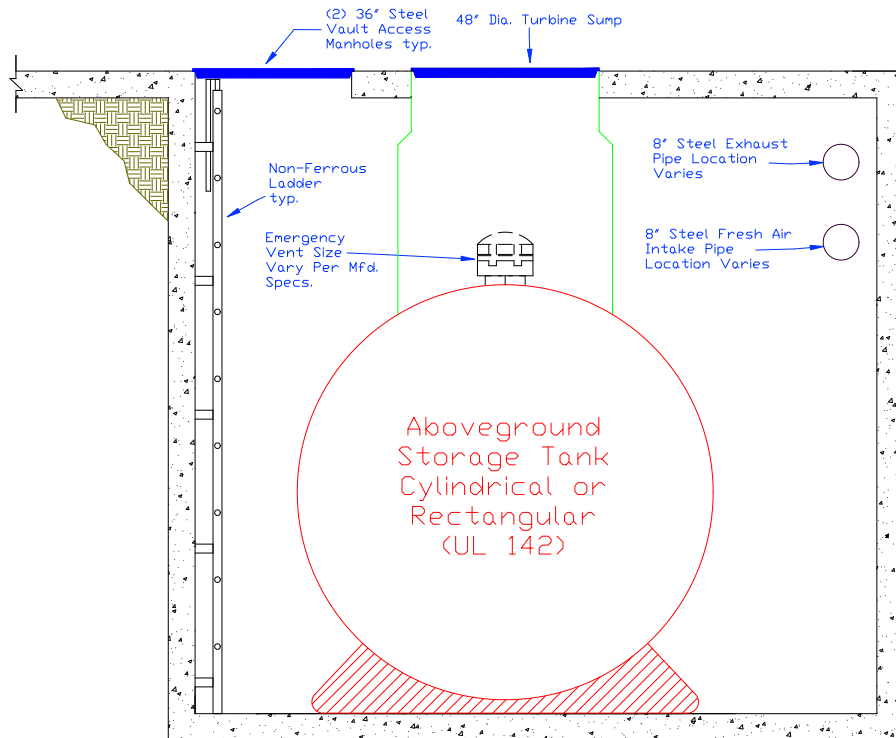 (2) 36" Steel
Vault Access
Manholes typ.
48" Dia. Turbine Sump
8" Steel Exhaust
Pipe Location
Varies
Non-Ferrous
Ladder
typ.
8" Steel Fresh Air
Intake Pipe
Location Varies
Emergency
Vent Size
Vary Per Mfd.
Specs.
Aboveground
Storage Tank
Cylindrical or
Rectangular
(UL 142)